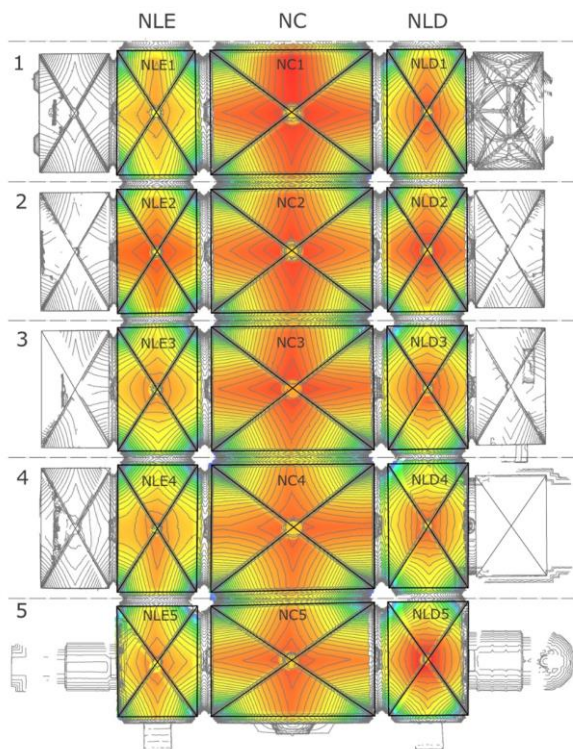 NLE NC NLD
1 NLE1 NC1 NLD1
2 NLE2 NC2 NLD2
3 NLE3 NC3 NLD3
4 NLE4 NC4 NLD4
5 NLE5 NC5 NLD5